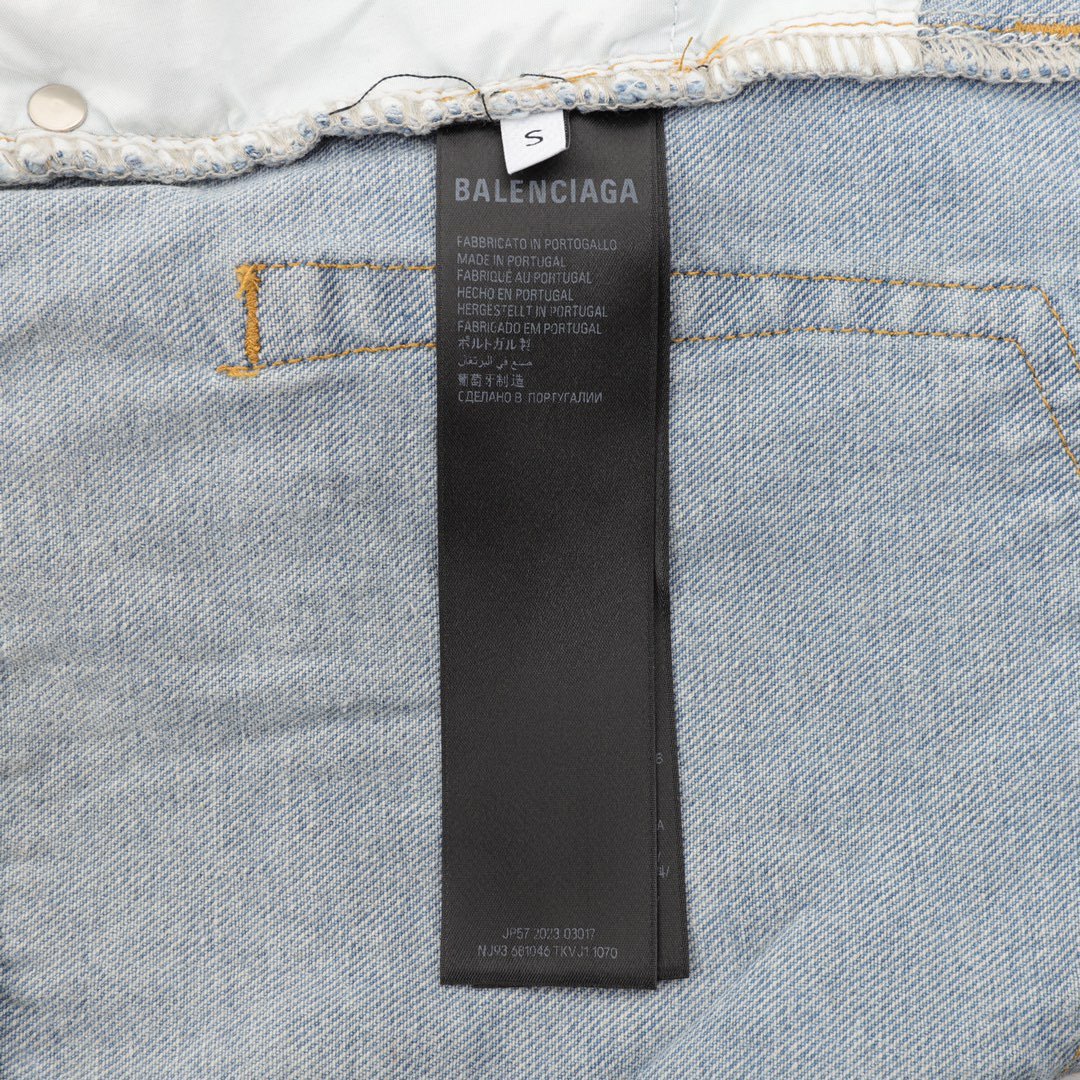 S
BALENCIAGA
FABBRICATO IN PORTOGALLO
MADE IN PORTUGAL
FABRIQUÉ AU PORTUGAL
HECHO EN PORTUGAL
HERGESTELLT IN PORTUGAL
FABRICADO EM PORTUGAL
ポルトガル製
صنع في البرتغال
葡萄牙制造
СДЕЛАНО В ПОРТУГАЛИИ
JP57 2023 03017
NJ93 681046 TKVJ1 1070